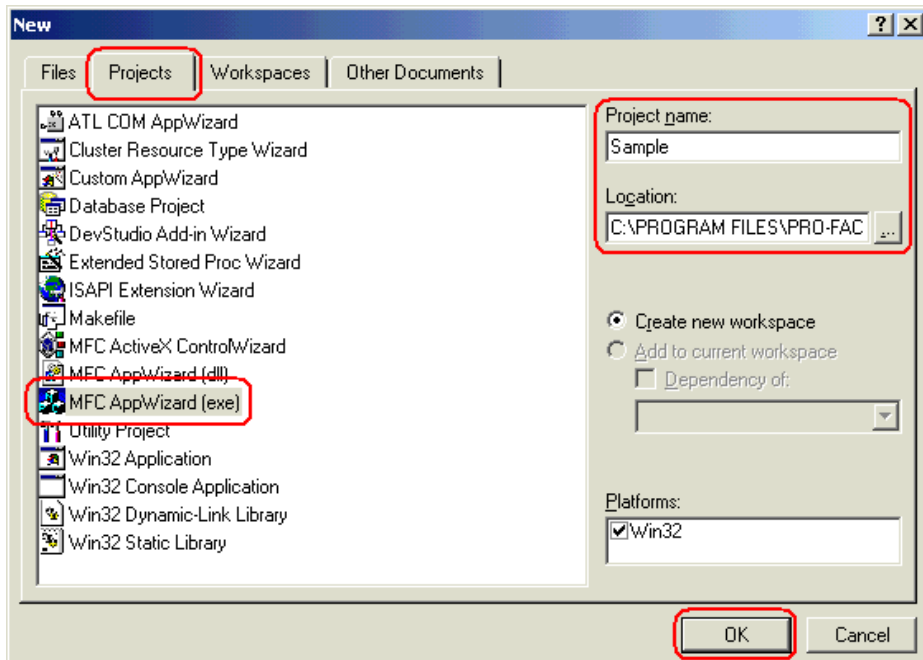 New
Files Projects Workspaces Other Documents
ATL COM AppWizard
Cluster Resource Type Wizard
Custom AppWizard
Database Project
DevStudio Add-in Wizard
Extended Stored Proc Wizard
ISAPI Extension Wizard
Makefile
MFC ActiveX ControlWizard
MFC AppWizard (dll)
MFC AppWizard (exe)
Utility Project
Win32 Application
Win32 Console Application
Win32 Dynamic-Link Library
Win32 Static Library
Project name:
Sample
Location:
C:\PROGRAM FILES\PRO-FAC ...
Create new workspace
Add to current workspace
Dependency of:
Platforms:
Win32
OK Cancel